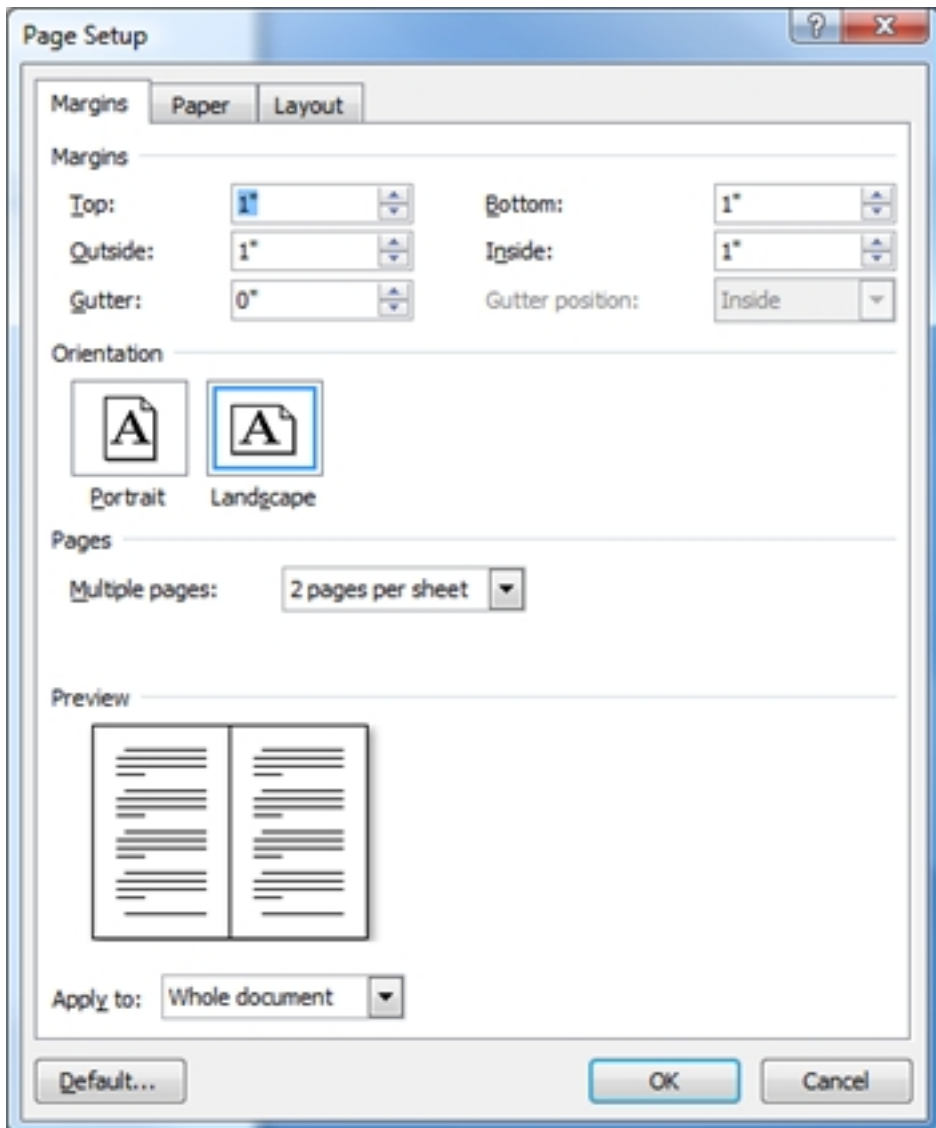 Page Setup
Margins Paper Layout
Margins
Top: 1" Bottom: 1"
Outside: 1" Inside: 1"
Gutter: 0" Gutter position: Inside
Orientation
A A
Portrait Landscape
Pages
Multiple pages: 2 pages per sheet
Preview
Apply to: Whole document
Default... OK Cancel